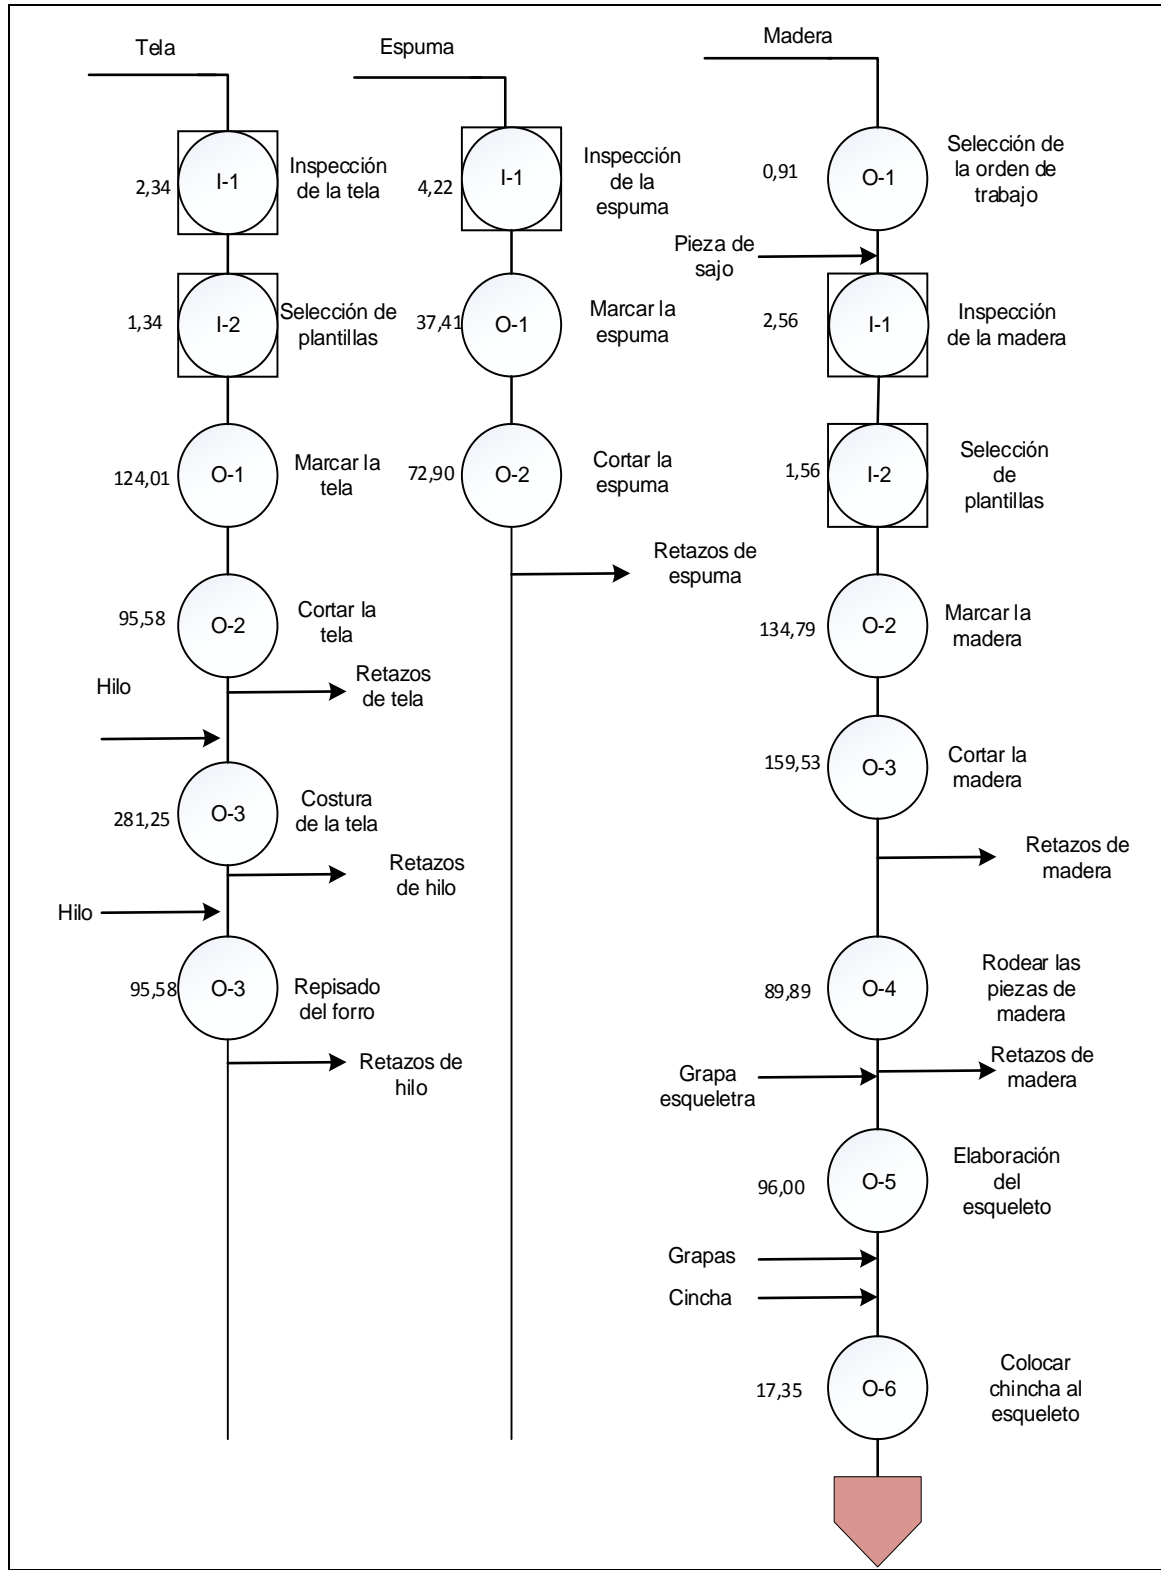 Tela
2,34
I-1
Inspección
de la tela
1,34
I-2
Selección de
plantillas
124,01
O-1
Marcar la
tela
95,58
O-2
Cortar la
tela
Retazos
de tela
Hilo
281,25
O-3
Costura
de la tela
Retazos
de hilo
Hilo
95,58
O-3
Repisado
del forro
Retazos de
hilo
Espuma
4,22
I-1
Inspección
de la
espuma
37,41
O-1
Marcar la
espuma
72,90
O-2
Cortar la
espuma
Retazos de
espuma
Madera
0,91
O-1
Selección de
la orden de
trabajo
Pieza de
sajo
2,56
I-1
Inspección
de la madera
1,56
I-2
Selección
de
plantillas
134,79
O-2
Marcar la
madera
159,53
O-3
Cortar la
madera
Retazos de
madera
89,89
O-4
Rodear las
piezas de
madera
Grapa
esqueletra
Retazos de
madera
96,00
O-5
Elaboración
del
esqueleto
Grapas
Cincha
17,35
O-6
Colocar
chincha al
esqueleto